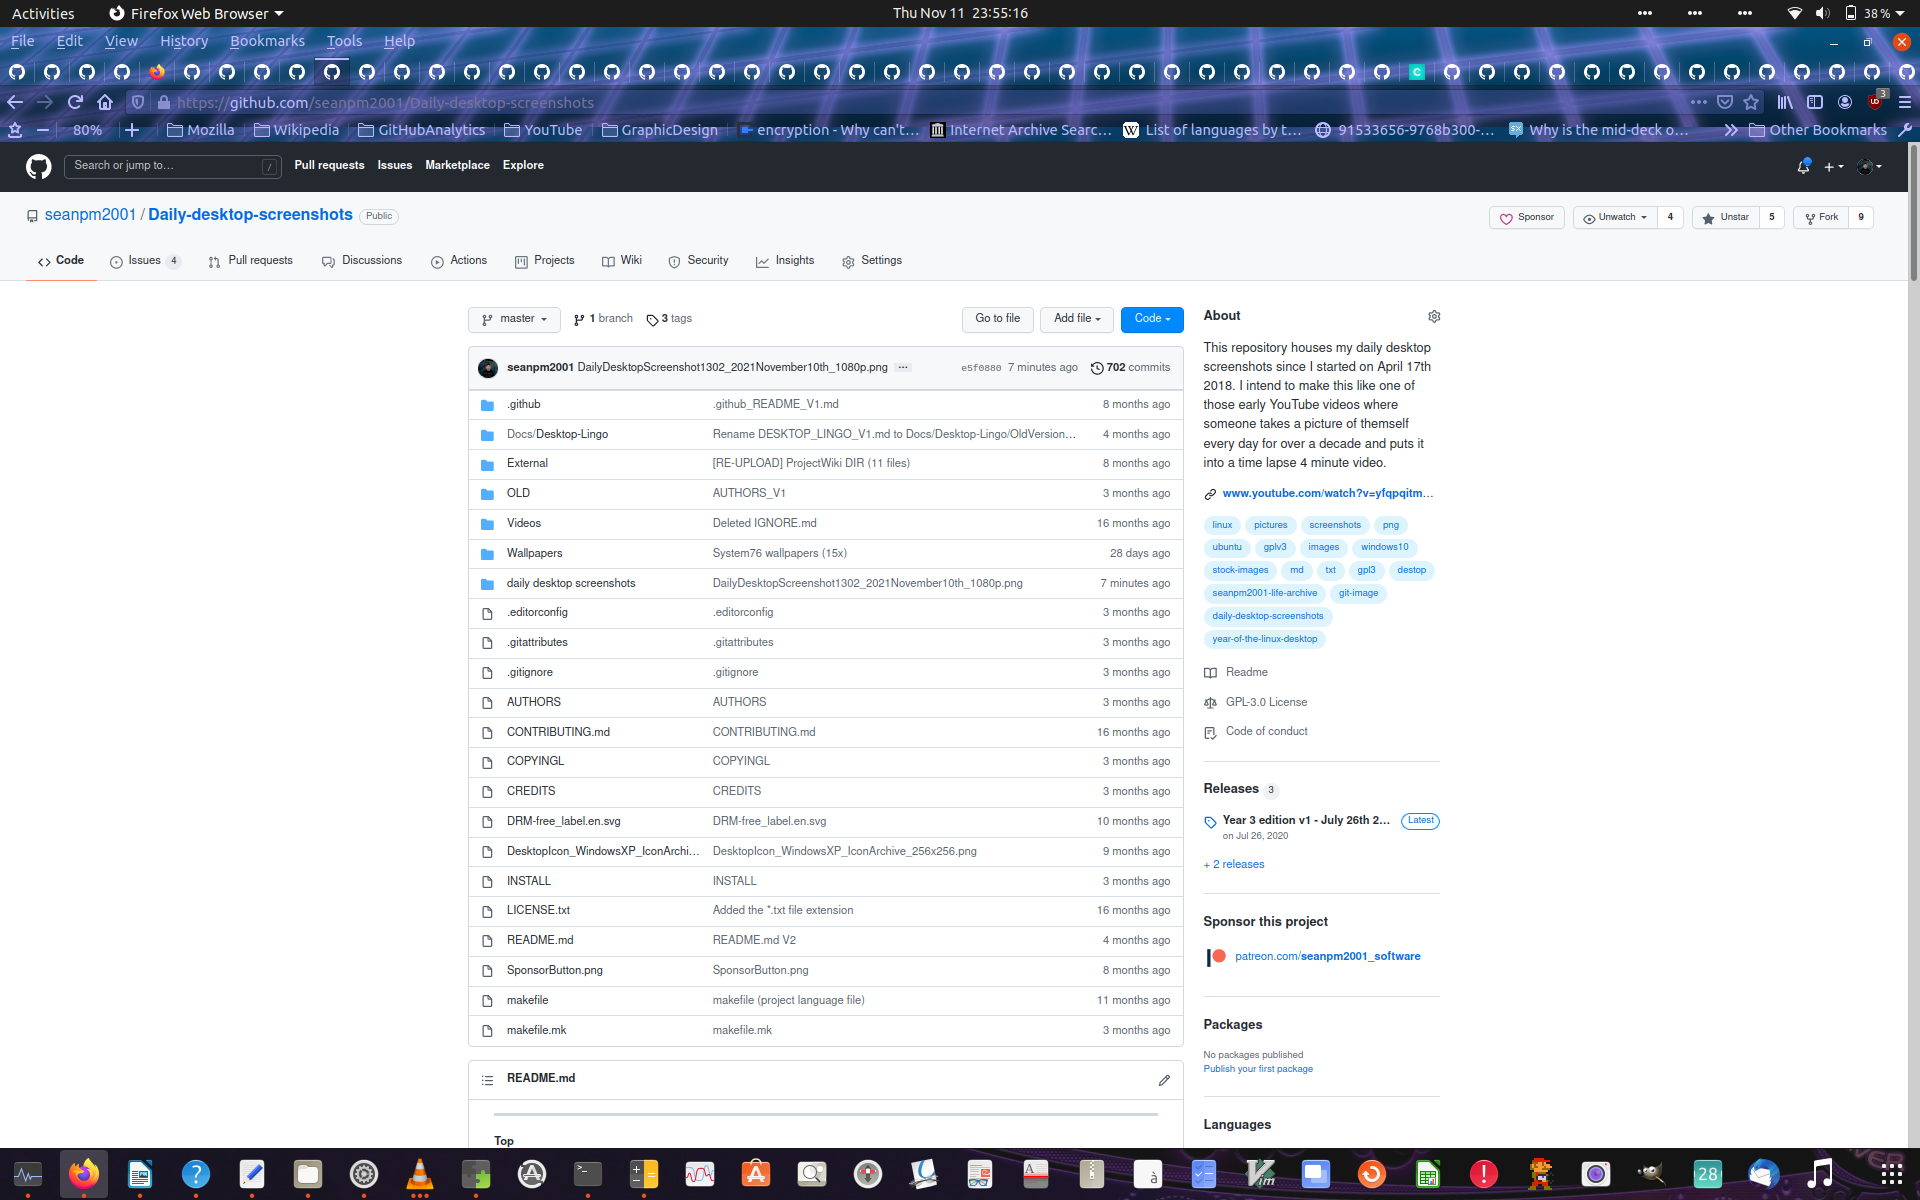 Activities Firefox Web Browser Thu Nov 11 23:55:16 38 %
File Edit View History Bookmarks Tools Help
https://github.com/seanpm2001/Daily-desktop-screenshots 3
80% Mozilla Wikipedia GitHubAnalytics YouTube GraphicDesign encryption - Why can't… Internet Archive Searc… List of languages by t… 91533656-9768b300-… Why is the mid-deck o… Other Bookmarks
Search or jump to… / Pull requests Issues Marketplace Explore
seanpm2001 / Daily-desktop-screenshots Public Sponsor Unwatch 4 Unstar 5 Fork 9
Code Issues 4 Pull requests Discussions Actions Projects Wiki Security Insights Settings
master 1 branch 3 tags Go to file Add file Code
seanpm2001 DailyDesktopScreenshot1302_2021November10th_1080p.png ... e5f0880 7 minutes ago 702 commits
.github .github_README_V1.md 8 months ago
Docs/Desktop-Lingo Rename DESKTOP_LINGO_V1.md to Docs/Desktop-Lingo/OldVersion… 4 months ago
External [RE-UPLOAD] ProjectWiki DIR (11 files) 8 months ago
OLD AUTHORS_V1 3 months ago
Videos Deleted IGNORE.md 16 months ago
Wallpapers System76 wallpapers (15x) 28 days ago
daily desktop screenshots DailyDesktopScreenshot1302_2021November10th_1080p.png 7 minutes ago
.editorconfig .editorconfig 3 months ago
.gitattributes .gitattributes 3 months ago
.gitignore .gitignore 3 months ago
AUTHORS AUTHORS 3 months ago
CONTRIBUTING.md CONTRIBUTING.md 16 months ago
COPYINGL COPYINGL 3 months ago
CREDITS CREDITS 3 months ago
DRM-free_label.en.svg DRM-free_label.en.svg 10 months ago
DesktopIcon_WindowsXP_IconArchi… DesktopIcon_WindowsXP_IconArchive_256x256.png 9 months ago
INSTALL INSTALL 3 months ago
LICENSE.txt Added the *.txt file extension 16 months ago
README.md README.md V2 4 months ago
SponsorButton.png SponsorButton.png 8 months ago
makefile makefile (project language file) 11 months ago
makefile.mk makefile.mk 3 months ago
README.md
Top
About
This repository houses my daily desktop
screenshots since I started on April 17th
2018. I intend to make this like one of
those early YouTube videos where
someone takes a picture of themself
every day for over a decade and puts it
into a time lapse 4 minute video.
www.youtube.com/watch?v=yfqpqitm…
linux pictures screenshots png
ubuntu gplv3 images windows10
stock-images md txt gpl3 destop
seanpm2001-life-archive git-image
daily-desktop-screenshots
year-of-the-linux-desktop
Readme
GPL-3.0 License
Code of conduct
Releases 3
Year 3 edition v1 - July 26th 2… Latest
on Jul 26, 2020
+ 2 releases
Sponsor this project
patreon.com/seanpm2001_software
Packages
No packages published
Publish your first package
Languages
28